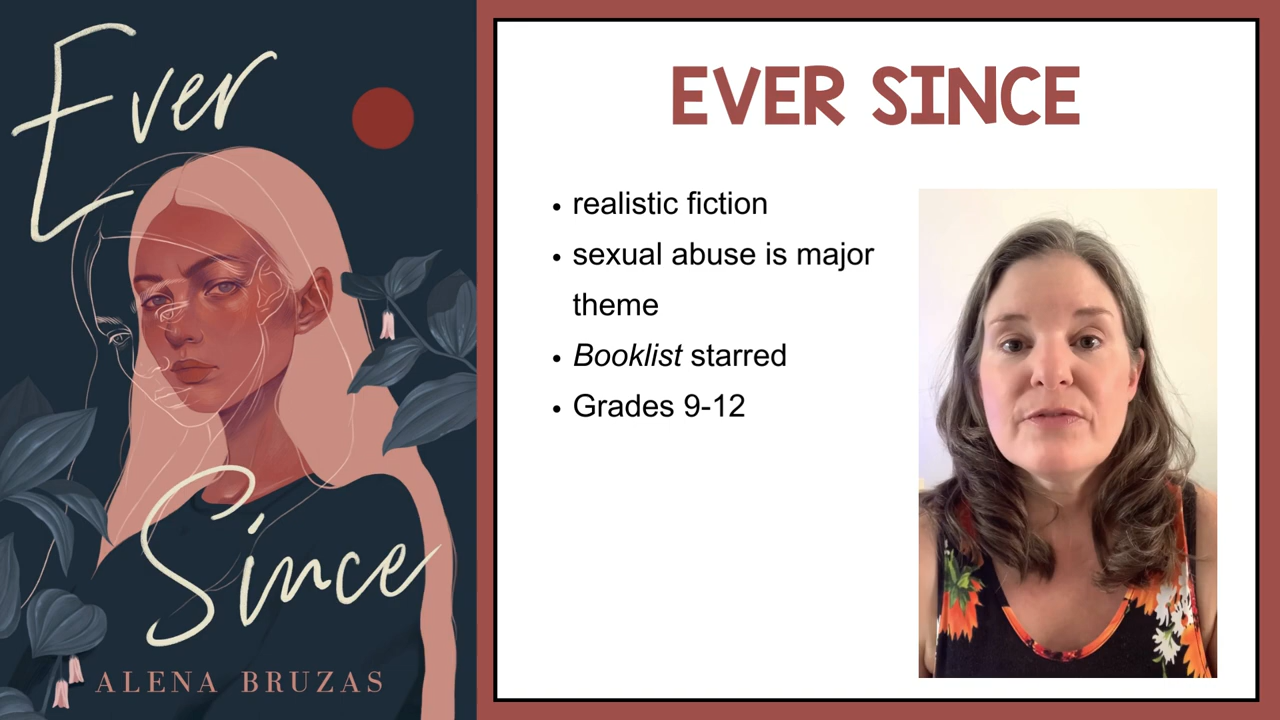 Ever
Since
ALENA BRUZAS
EVER SINCE
• realistic fiction
• sexual abuse is major
theme
• Booklist starred
• Grades 9-12